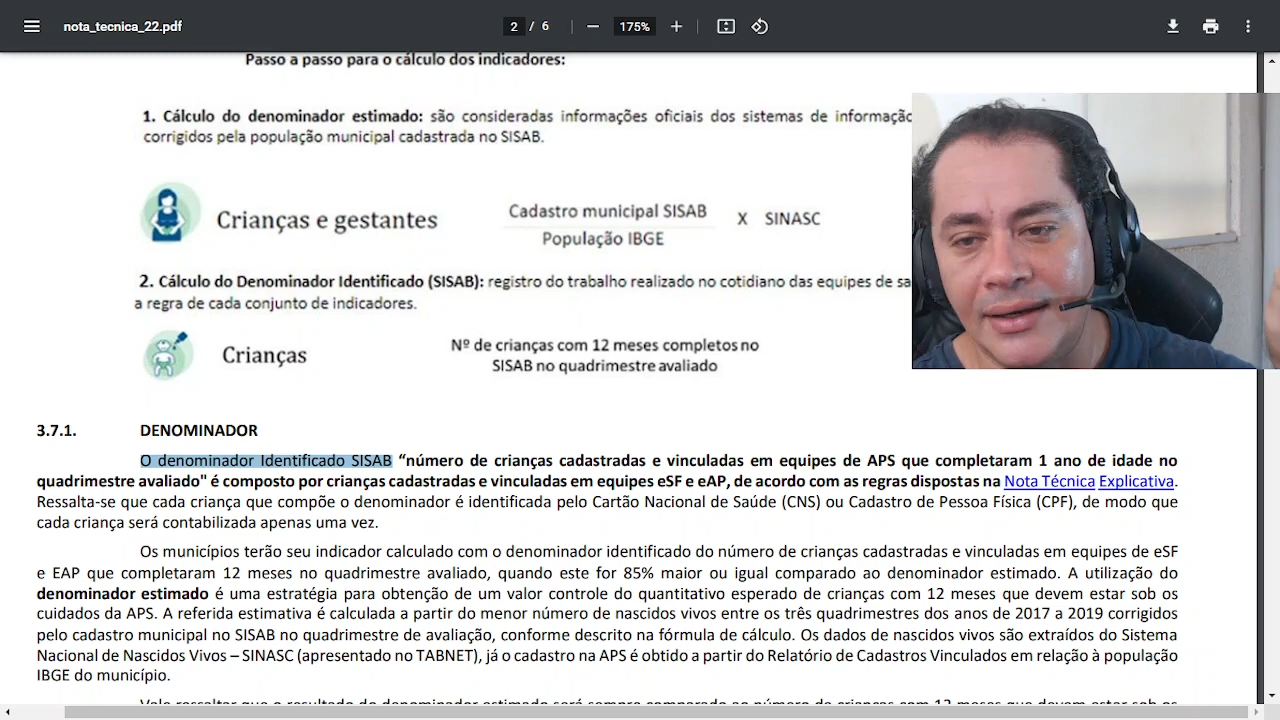 nota_tecnica_22.pdf
2 / 6
175%
Passo a passo para o cálculo dos indicadores:
1. Cálculo do denominador estimado: são consideradas informações oficiais dos sistemas de informaçã
corrigidos pela população municipal cadastrada no SISAB.
Crianças e gestantes
Cadastro municipal SISAB
População IBGE
X SINASC
2. Cálculo do Denominador Identificado (SISAB): registro do trabalho realizado no cotidiano das equipes de sa
a regra de cada conjunto de indicadores.
Crianças
Nº de crianças com 12 meses completos no
SISAB no quadrimestre avaliado
3.7.1. DENOMINADOR
O denominador Identificado SISAB “número de crianças cadastradas e vinculadas em equipes de APS que completaram 1 ano de idade no
quadrimestre avaliado" é composto por crianças cadastradas e vinculadas em equipes eSF e eAP, de acordo com as regras dispostas na Nota Técnica Explicativa.
Ressalta-se que cada criança que compõe o denominador é identificada pelo Cartão Nacional de Saúde (CNS) ou Cadastro de Pessoa Física (CPF), de modo que
cada criança será contabilizada apenas uma vez.
Os municípios terão seu indicador calculado com o denominador identificado do número de crianças cadastradas e vinculadas em equipes de eSF
e EAP que completaram 12 meses no quadrimestre avaliado, quando este for 85% maior ou igual comparado ao denominador estimado. A utilização do
denominador estimado é uma estratégia para obtenção de um valor controle do quantitativo esperado de crianças com 12 meses que devem estar sob os
cuidados da APS. A referida estimativa é calculada a partir do menor número de nascidos vivos entre os três quadrimestres dos anos de 2017 a 2019 corrigidos
pelo cadastro municipal no SISAB no quadrimestre de avaliação, conforme descrito na fórmula de cálculo. Os dados de nascidos vivos são extraídos do Sistema
Nacional de Nascidos Vivos – SINASC (apresentado no TABNET), já o cadastro na APS é obtido a partir do Relatório de Cadastros Vinculados em relação à população
IBGE do município.